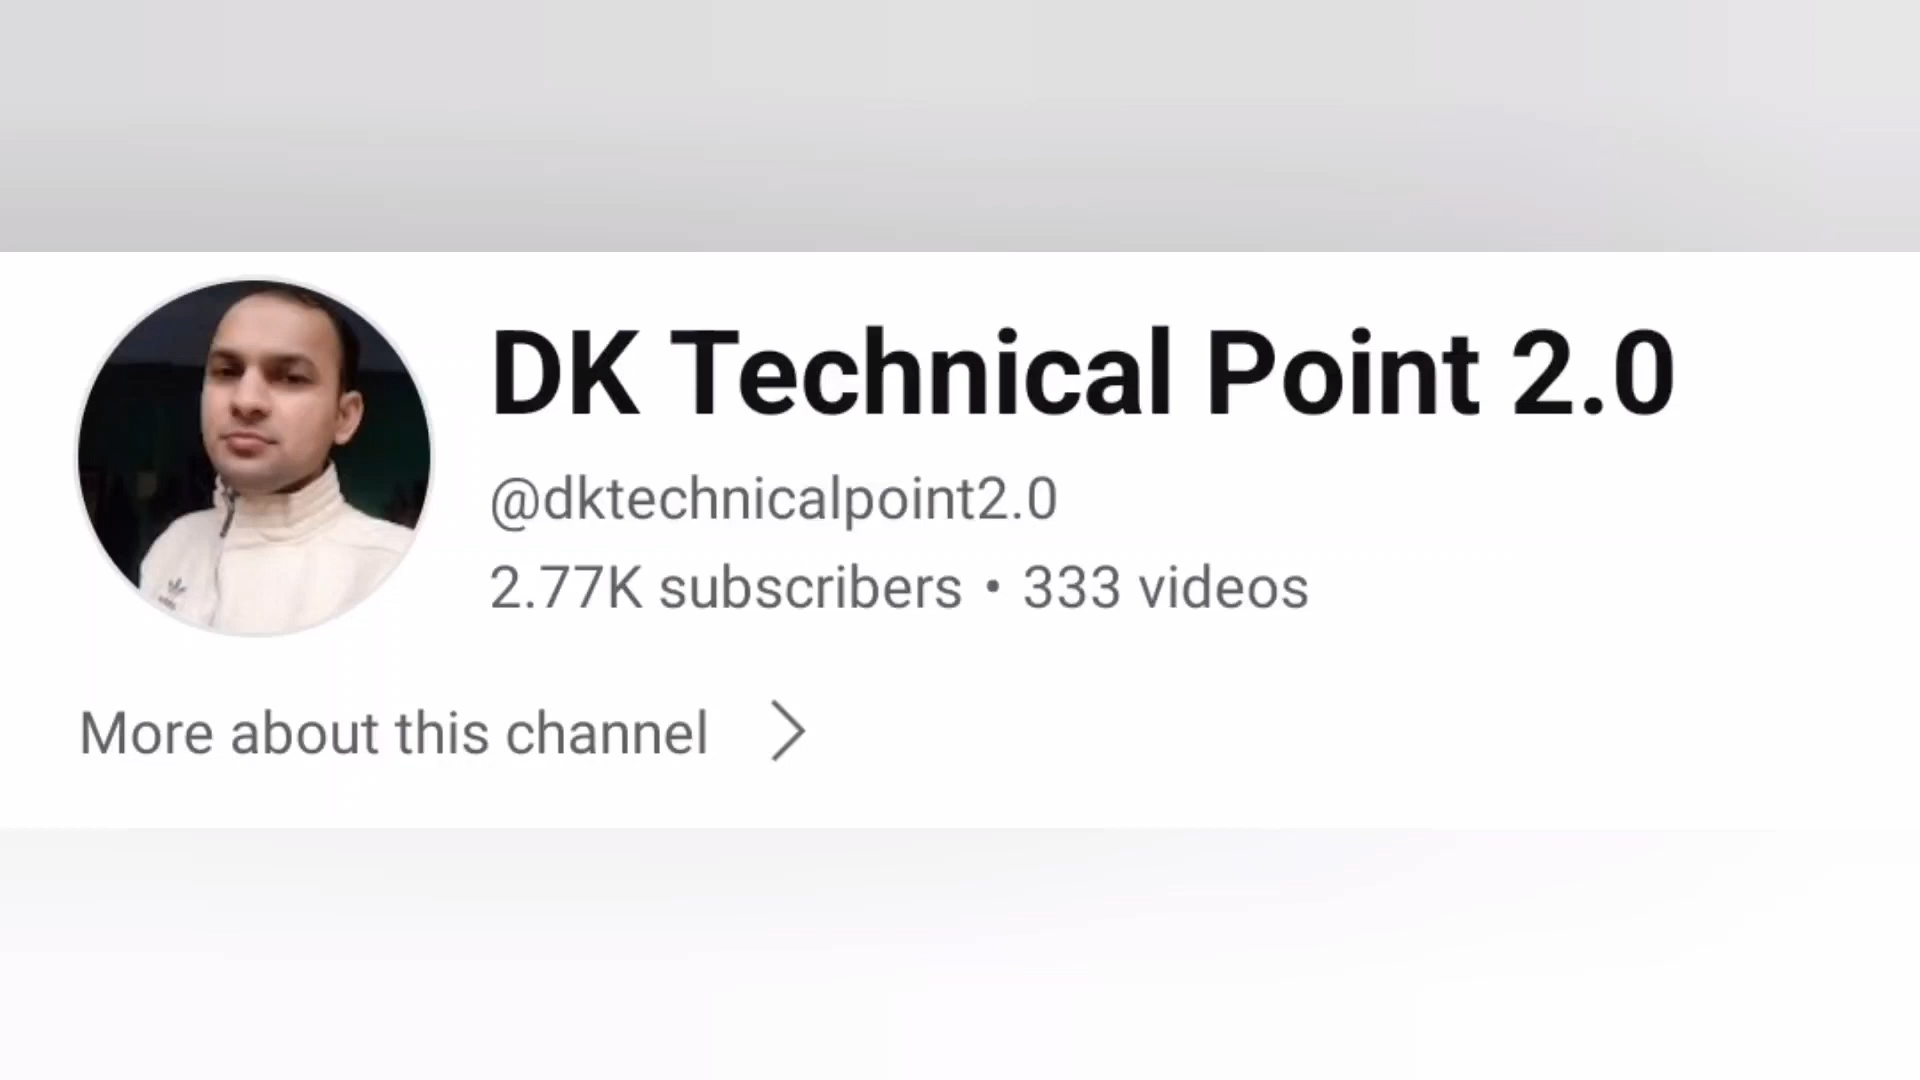 DK Technical Point 2.0
@dktechnicalpoint2.0
2.77K subscribers • 333 videos
More about this channel